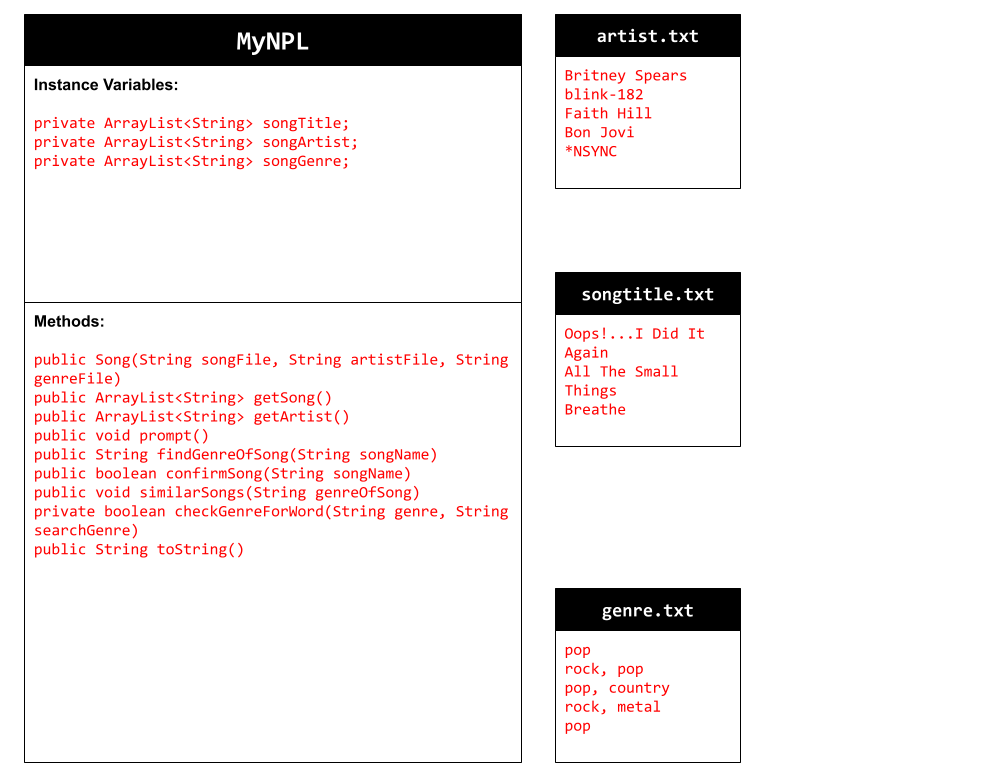 MyNPL
Instance Variables:
private ArrayList<String> songTitle;
private ArrayList<String> songArtist;
private ArrayList<String> songGenre;
Methods:
public Song(String songFile, String artistFile, String
genreFile)
public ArrayList<String> getSong()
public ArrayList<String> getArtist()
public void prompt()
public String findGenreOfSong(String songName)
public boolean confirmSong(String songName)
public void similarSongs(String genreOfSong)
private boolean checkGenreForWord(String genre, String
searchGenre)
public String toString()
artist.txt
Britney Spears
blink-182
Faith Hill
Bon Jovi
*NSYNC
songtitle.txt
Oops!...I Did It
Again
All The Small
Things
Breathe
genre.txt
pop
rock, pop
pop, country
rock, metal
pop